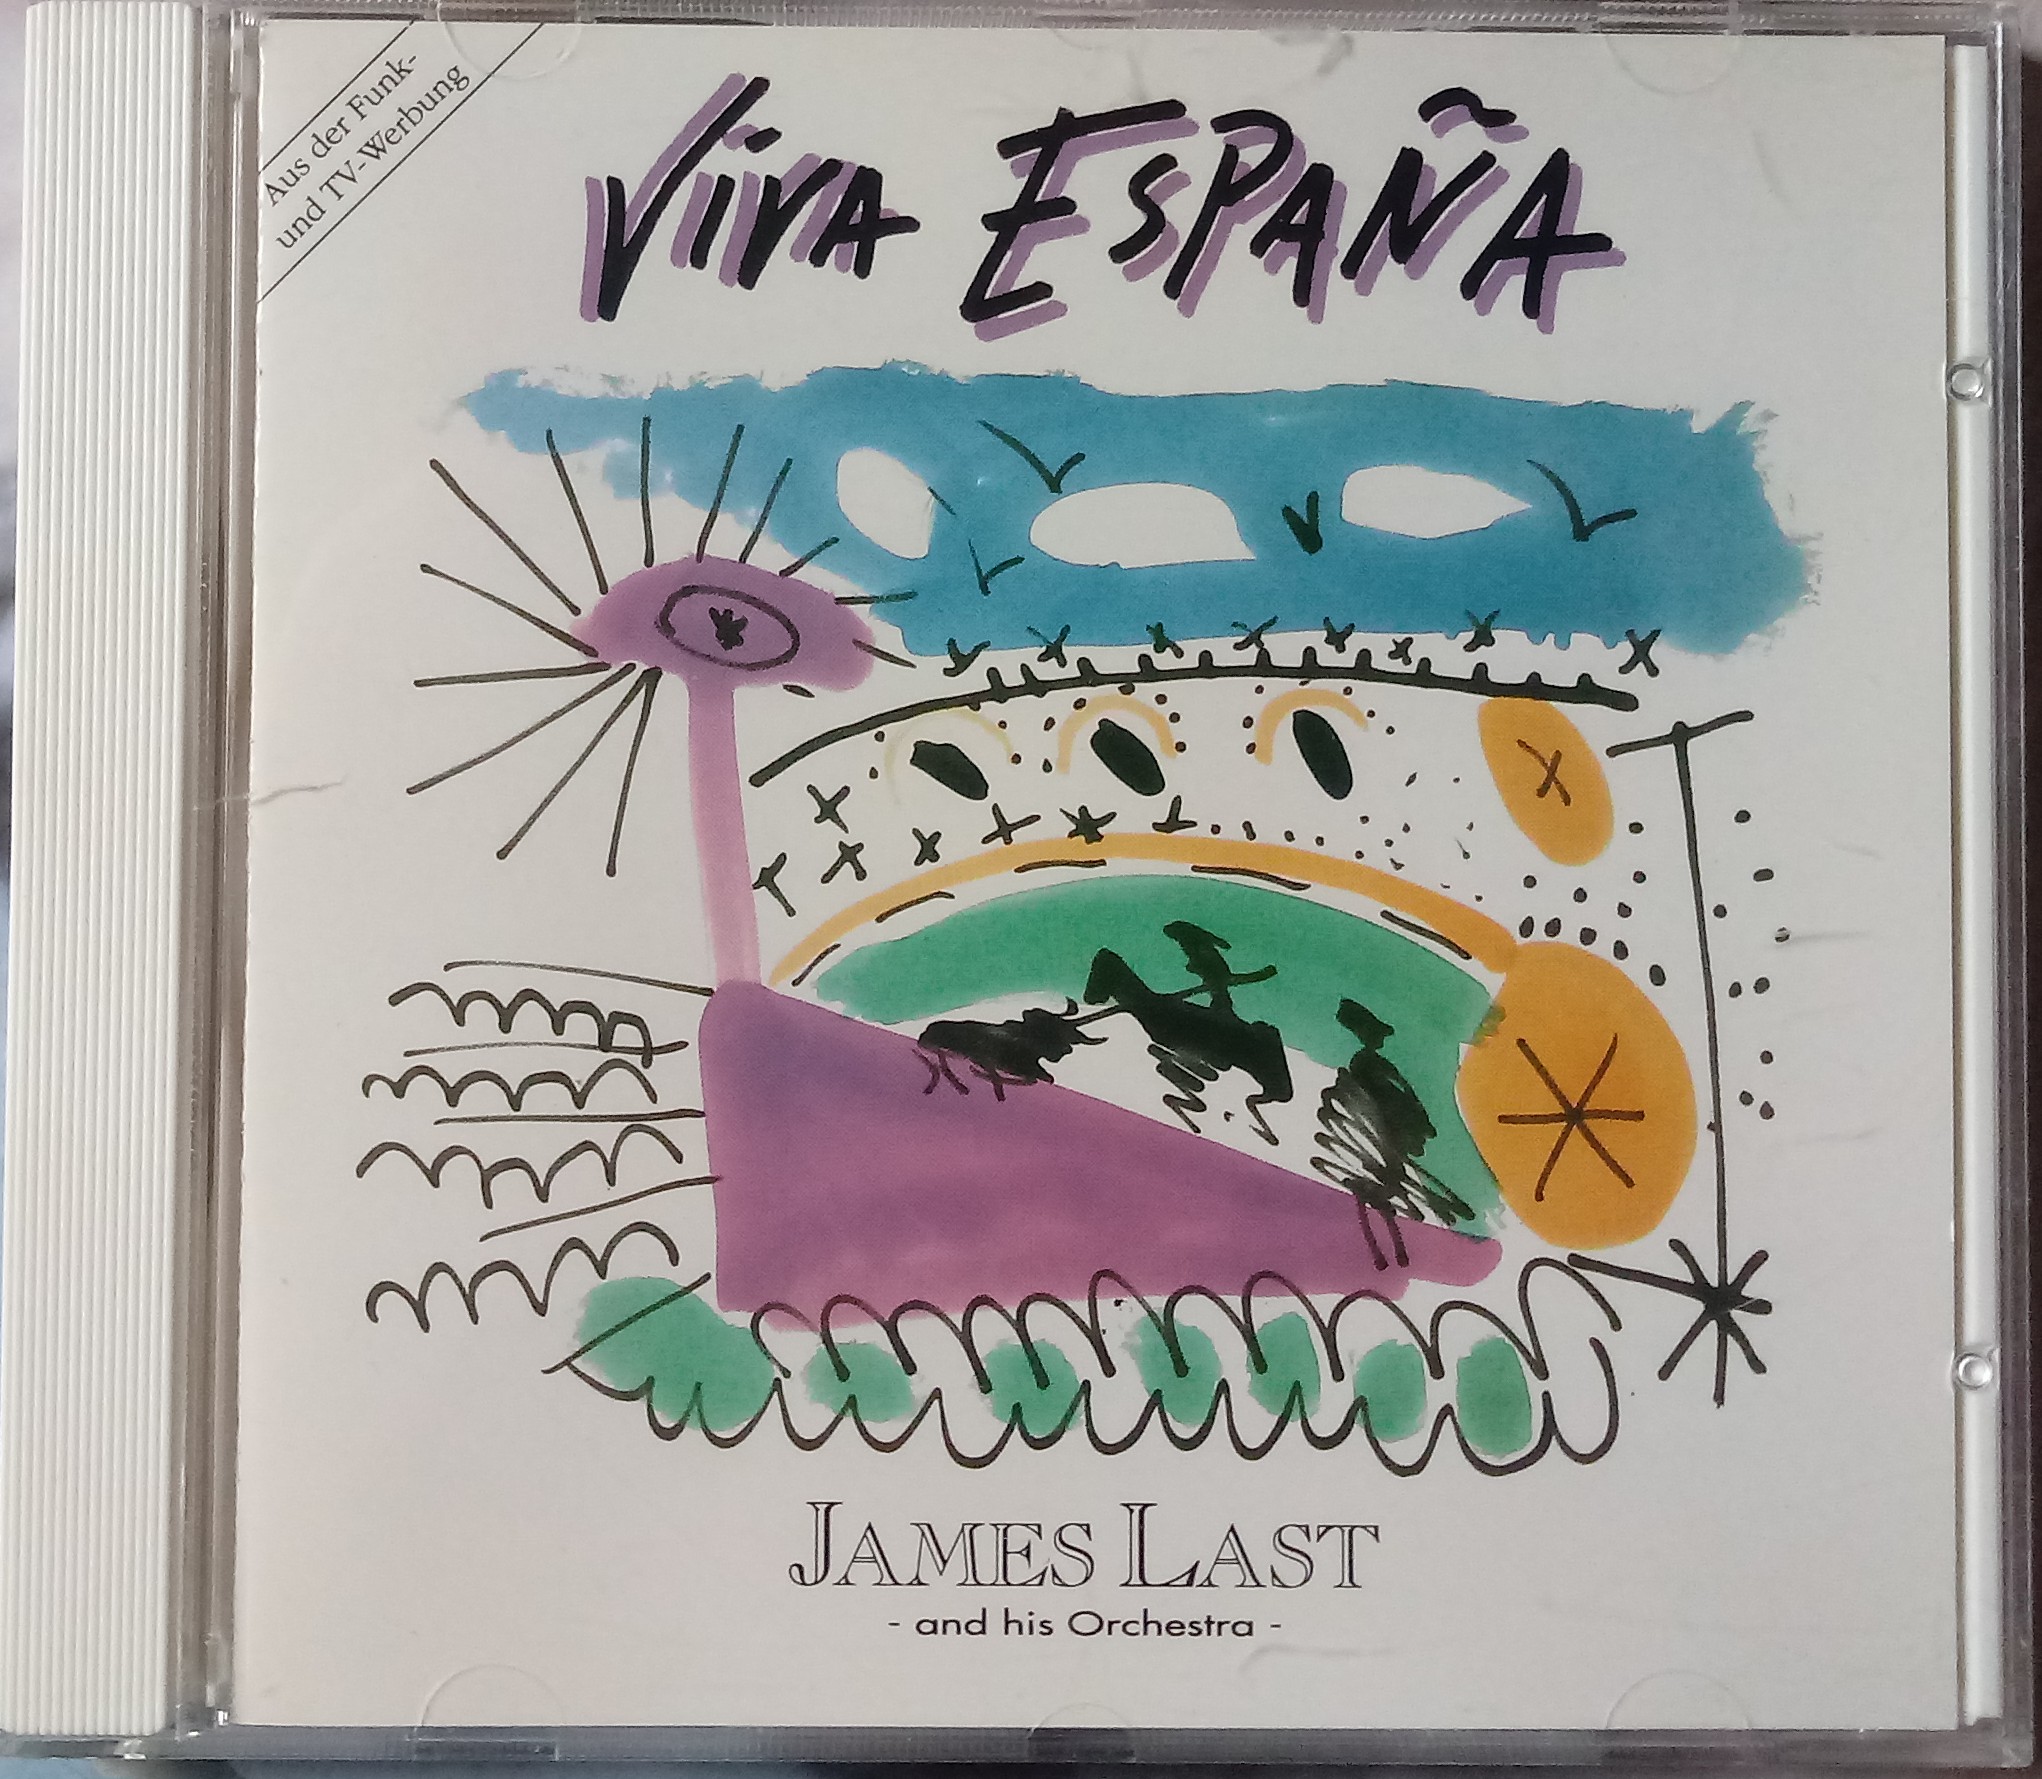 Aus der Funk-
und TV-Werbung
VIVA ESPAÑA
JAMES LAST
- and his Orchestra -